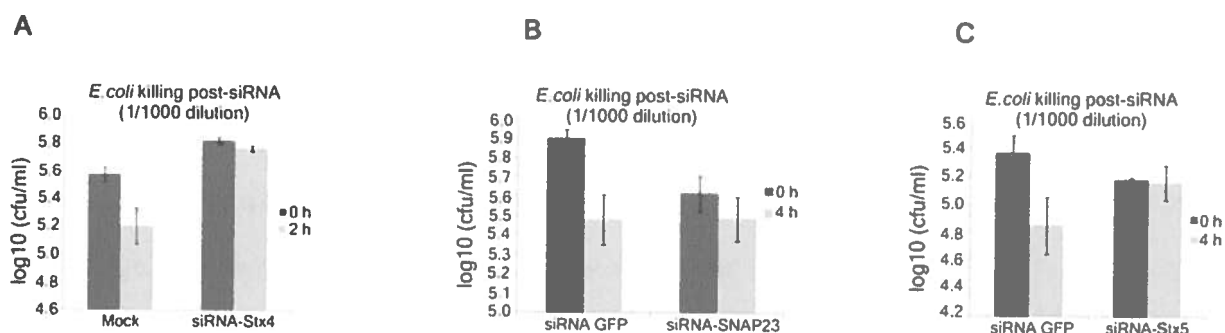 A
E.coli killing post-siRNA
(1/1000 dilution)
log10 (cfu/ml)
6.0
5.8
5.6
5.4
5.2
5.0
4.8
4.6
Mock
siRNA-Stx4
0 h
2 h
B
E.coli killing post-siRNA
(1/1000 dilution)
log10 (cfu/ml)
6.0
5.9
5.8
5.7
5.6
5.5
5.4
5.3
5.2
5.1
5.0
siRNA GFP
siRNA-SNAP23
0 h
4 h
C
E.coli killing post-siRNA
(1/1000 dilution)
log10 (cfu/ml)
5.6
5.4
5.2
5.0
4.8
4.6
4.4
4.2
siRNA GFP
siRNA-Stx5
0 h
4 h